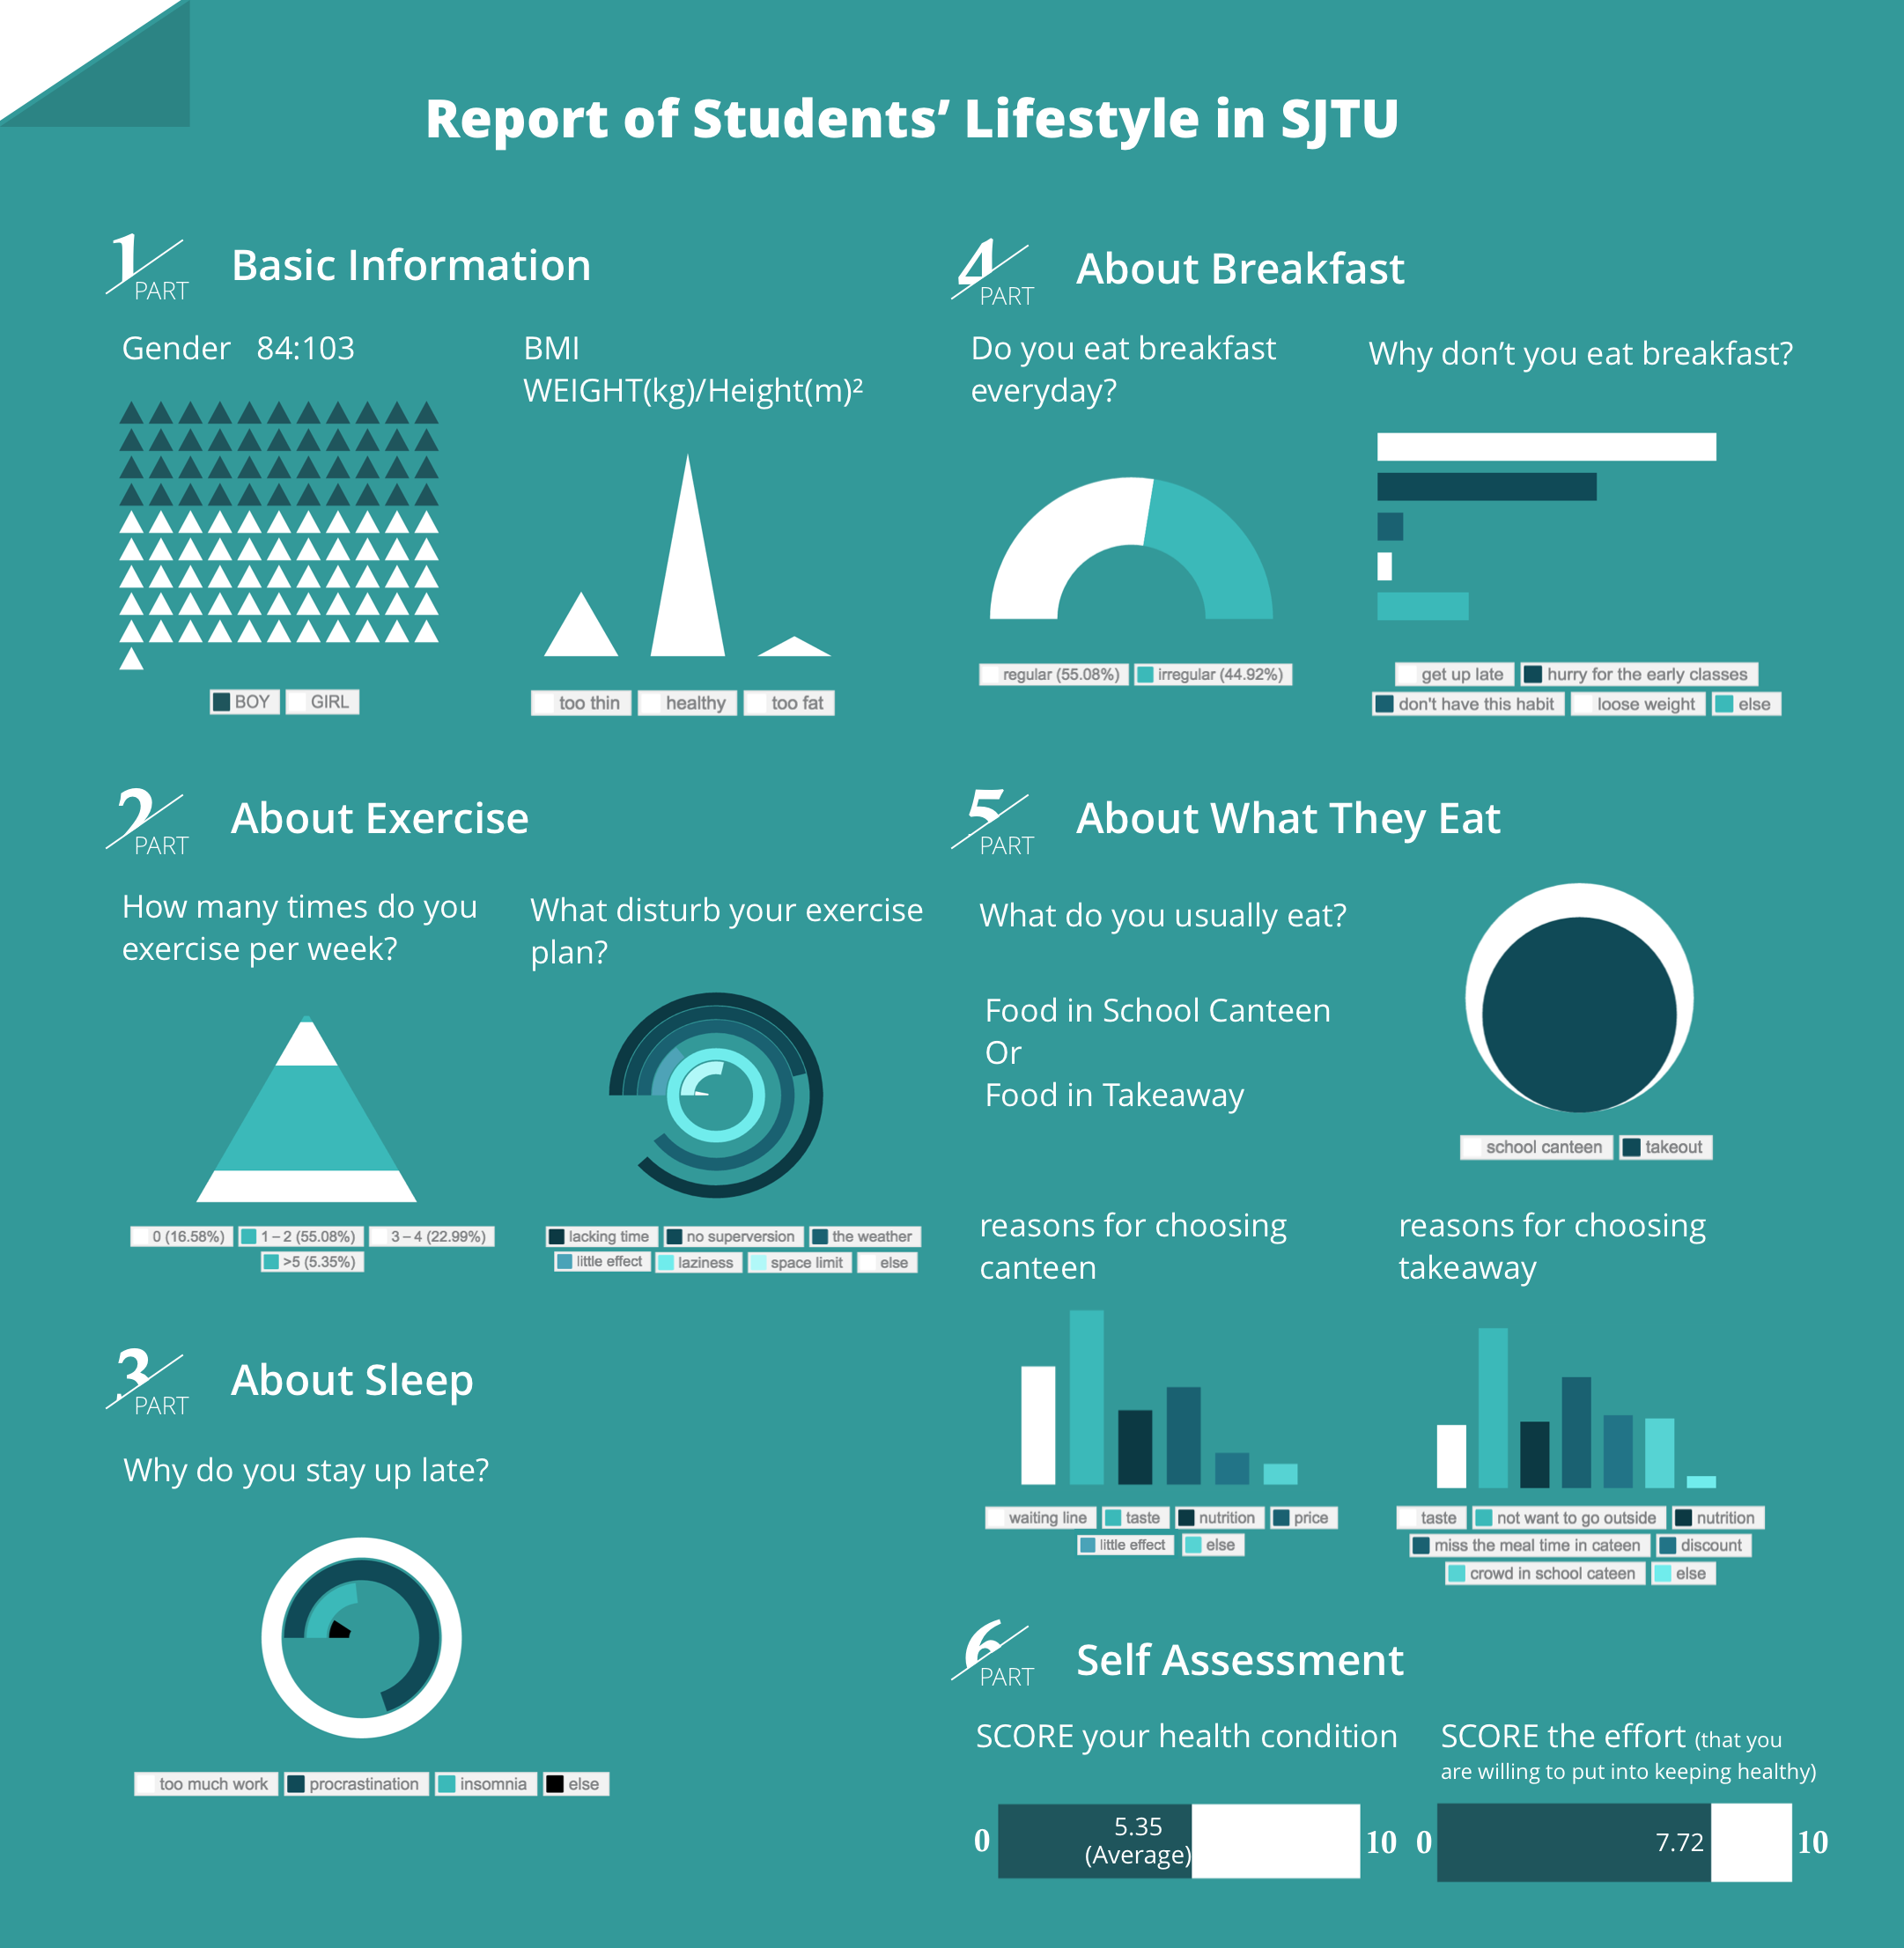 Report of Students’ Lifestyle in SJTU
1
PART
Basic Information
Gender 84:103
BOY
GIRL
BMI
WEIGHT(kg)/Height(m)²
too thin
healthy
too fat
2
PART
About Exercise
How many times do you
exercise per week?
0 (16.58%)
1 – 2 (55.08%)
3 – 4 (22.99%)
>5 (5.35%)
What disturb your exercise
plan?
lacking time
no superversion
the weather
little effect
laziness
space limit
else
3
PART
About Sleep
Why do you stay up late?
too much work
procrastination
insomnia
else
4
PART
About Breakfast
Do you eat breakfast
everyday?
regular (55.08%)
irregular (44.92%)
Why don’t you eat breakfast?
get up late
hurry for the early classes
don't have this habit
loose weight
else
5
PART
About What They Eat
What do you usually eat?
Food in School Canteen
Or
Food in Takeaway
school canteen
takeout
reasons for choosing
canteen
waiting line
taste
nutrition
price
little effect
else
reasons for choosing
takeaway
taste
not want to go outside
nutrition
miss the meal time in cateen
discount
crowd in school cateen
else
6
PART
Self Assessment
SCORE your health condition
0
5.35
(Average)
10
SCORE the effort (that you
are willing to put into keeping healthy)
0
7.72
10